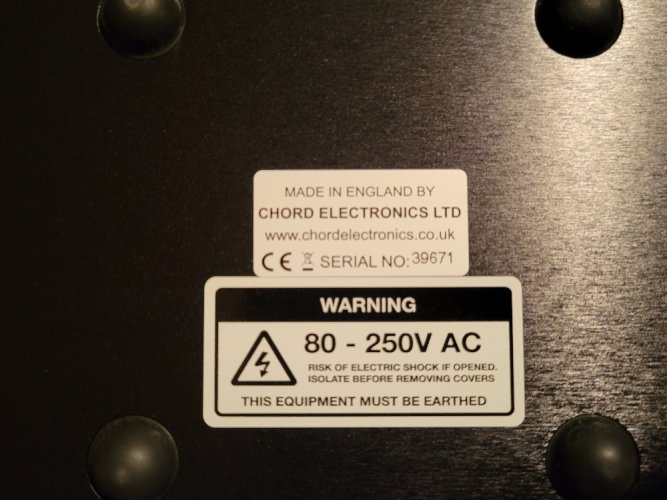 MADE IN ENGLAND BY
CHORD ELECTRONICS LTD
www.chordelectronics.co.uk
CE SERIAL NO: 39671
WARNING
80 - 250V AC
RISK OF ELECTRIC SHOCK IF OPENED.
ISOLATE BEFORE REMOVING COVERS
THIS EQUIPMENT MUST BE EARTHED